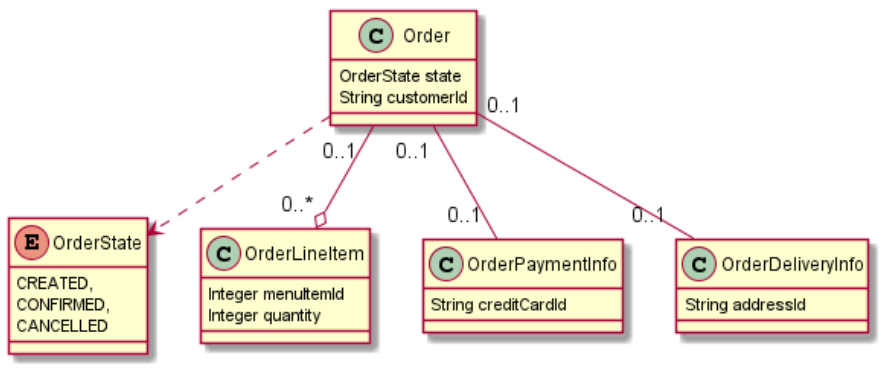 C Order
OrderState state
String customerId
0..1
0..1
0..1
0..*
0..1
0..1
E OrderState
CREATED,
CONFIRMED,
CANCELLED
C OrderLineItem
Integer menuItemId
Integer quantity
C OrderPaymentInfo
String creditCardId
C OrderDeliveryInfo
String addressId